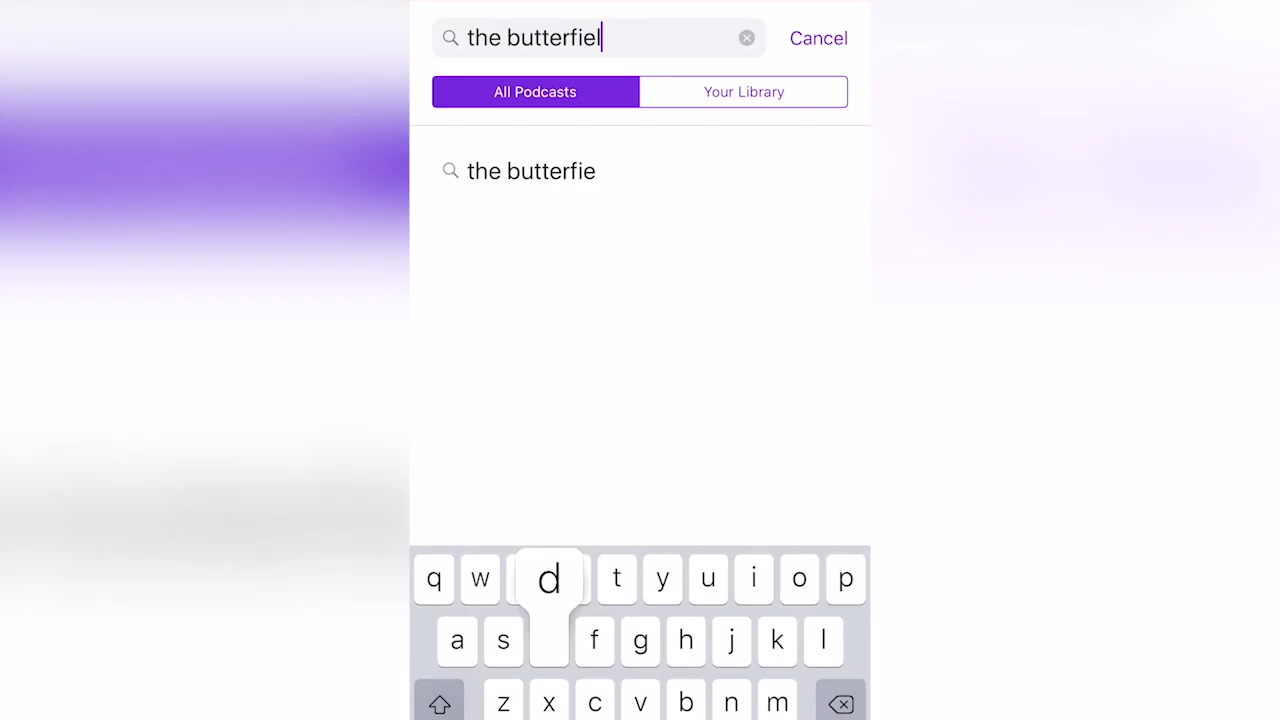 the butterfiel Cancel
All Podcasts Your Library
the butterfie
q w d t y u i o p
a s f g h j k l
z x c v b n m